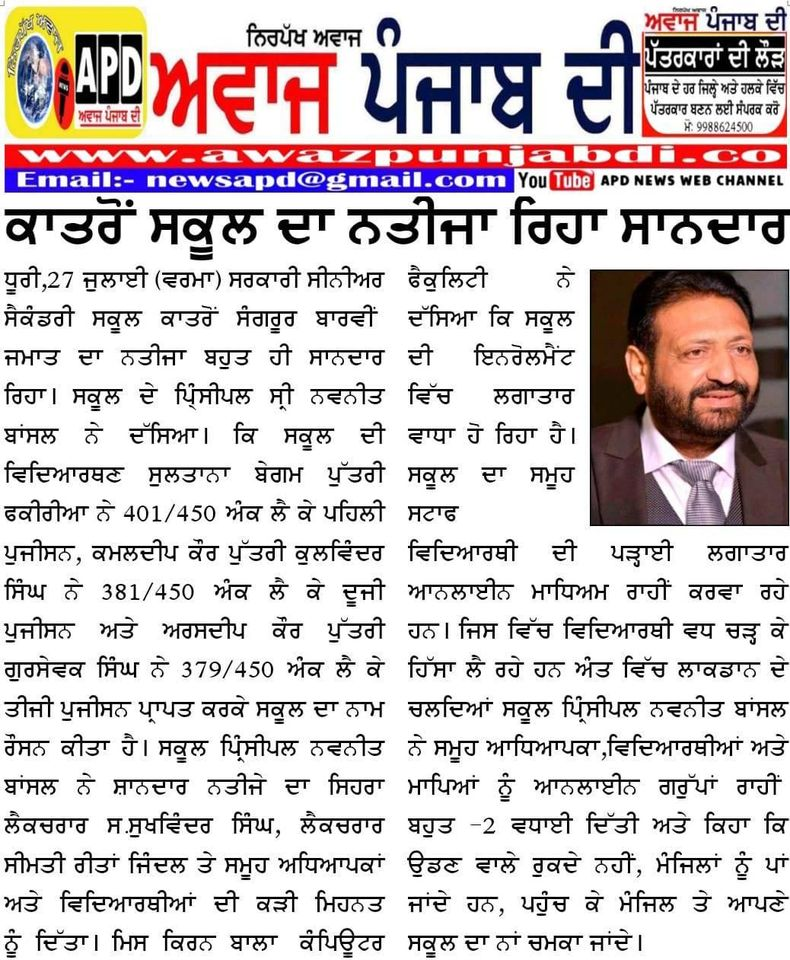 ਨਿਰਪੱਖ ਅਵਾਜ਼
APD
NEWS
ਅਵਾਜ ਪੰਜਾਬ ਦੀ
ਨਿਰਪੱਖ ਅਵਾਜ
ਅਵਾਜ ਪੰਜਾਬ ਦੀ
ਨਿਰਪੱਖ ਅਵਾਜ
ਅਵਾਜ ਪੰਜਾਬ ਦੀ
ਪੱਤਰਕਾਰਾਂ ਦੀ ਲੌੜ
ਪੰਜਾਬ ਦੇ ਹਰ ਜਿਲ੍ਹੇ ਅਤੇ ਹਲਕੇ ਵਿੱਚ
ਪੱਤਰਕਾਰ ਬਣਨ ਲਈ ਸੰਪਰਕ ਕਰੋ
ਮੋ: 9988624500
www.awazpunjabdi.co
Email:- newsapd@gmail.com YouTube APD NEWS WEB CHANNEL
ਕਾਤਰੋਂ ਸਕੂਲ ਦਾ ਨਤੀਜਾ ਰਿਹਾ ਸਾਨਦਾਰ
ਧੂਰੀ,27 ਜੁਲਾਈ (ਵਰਮਾ) ਸਰਕਾਰੀ ਸੀਨੀਅਰ
ਸੈਕੰਡਰੀ ਸਕੂਲ ਕਾਤਰੋਂ ਸੰਗਰੂਰ ਬਾਰਵੀਂ
ਜਮਾਤ ਦਾ ਨਤੀਜਾ ਬਹੁਤ ਹੀ ਸਾਨਦਾਰ
ਰਿਹਾ। ਸਕੂਲ ਦੇ ਪ੍ਰਿੰਸੀਪਲ ਸ੍ਰੀ ਨਵਨੀਤ
ਬਾਂਸਲ ਨੇ ਦੱਸਿਆ। ਕਿ ਸਕੂਲ ਦੀ
ਵਿਦਿਆਰਥਣ ਸੁਲਤਾਨਾ ਬੇਗਮ ਪੁੱਤਰੀ
ਫਕੀਰੀਆ ਨੇ 401/450 ਅੰਕ ਲੈ ਕੇ ਪਹਿਲੀ
ਪੁਜੀਸਨ, ਕਮਲਦੀਪ ਕੌਰ ਪੁੱਤਰੀ ਕੁਲਵਿੰਦਰ
ਸਿੰਘ ਨੇ 381/450 ਅੰਕ ਲੈ ਕੇ ਦੂਜੀ
ਪੁਜੀਸਨ ਅਤੇ ਅਰਸਦੀਪ ਕੌਰ ਪੁੱਤਰੀ
ਗੁਰਸੇਵਕ ਸਿੰਘ ਨੇ 379/450 ਅੰਕ ਲੈ ਕੇ
ਤੀਜੀ ਪੁਜੀਸਨ ਪ੍ਰਾਪਤ ਕਰਕੇ ਸਕੂਲ ਦਾ ਨਾਮ
ਰੌਸਨ ਕੀਤਾ ਹੈ। ਸਕੂਲ ਪ੍ਰਿੰਸੀਪਲ ਨਵਨੀਤ
ਬਾਂਸਲ ਨੇ ਸ਼ਾਨਦਾਰ ਨਤੀਜੇ ਦਾ ਸਿਹਰਾ
ਲੈਕਚਰਾਰ ਸ.ਸੁਖਵਿੰਦਰ ਸਿੰਘ, ਲੈਕਚਰਾਰ
ਸੀਮਤੀ ਰੀਤਾਂ ਜਿੰਦਲ ਤੇ ਸਮੂਹ ਅਧਿਆਪਕਾਂ
ਅਤੇ ਵਿਦਿਆਰਥੀਆਂ ਦੀ ਕੜੀ ਮਿਹਨਤ
ਨੂੰ ਦਿੱਤਾ। ਮਿਸ ਕਿਰਨ ਬਾਲਾ ਕੰਪਿਊਟਰ
ਫੈਕੁਲਿਟੀ ਨੇ
ਦੱਸਿਆ ਕਿ ਸਕੂਲ
ਦੀ ਇਨਰੋਲਮੈਂਟ
ਵਿੱਚ ਲਗਾਤਾਰ
ਵਾਧਾ ਹੋ ਰਿਹਾ ਹੈ।
ਸਕੂਲ ਦਾ ਸਮੂਹ
ਸਟਾਫ
ਵਿਦਿਆਰਥੀ ਦੀ ਪੜ੍ਹਾਈ ਲਗਾਤਾਰ
ਆਨਲਾਈਨ ਮਾਧਿਅਮ ਰਾਹੀਂ ਕਰਵਾ ਰਹੇ
ਹਨ। ਜਿਸ ਵਿੱਚ ਵਿਦਿਆਰਥੀ ਵਧ ਚੜ੍ਹ ਕੇ
ਹਿੱਸਾ ਲੈ ਰਹੇ ਹਨ ਅੰਤ ਵਿੱਚ ਲਾਕਡਾਨ ਦੇ
ਚਲਦਿਆਂ ਸਕੂਲ ਪ੍ਰਿੰਸੀਪਲ ਨਵਨੀਤ ਬਾਂਸਲ
ਨੇ ਸਮੂਹ ਆਧਿਆਪਕਾ,ਵਿਦਿਆਰਥੀਆਂ ਅਤੇ
ਮਾਪਿਆਂ ਨੂੰ ਆਨਲਾਈਨ ਗਰੁੱਪਾਂ ਰਾਹੀਂ
ਬਹੁਤ -2 ਵਧਾਈ ਦਿੱਤੀ ਅਤੇ ਕਿਹਾ ਕਿ
ਉਡਣ ਵਾਲੇ ਰੁਕਦੇ ਨਹੀਂ, ਮੰਜਿਲਾਂ ਨੂੰ ਪਾਂ
ਜਾਂਦੇ ਹਨ, ਪਹੁੰਚ ਕੇ ਮੰਜਿਲ ਤੇ ਆਪਣੇ
ਸਕੂਲ ਦਾ ਨਾਂ ਚਮਕਾ ਜਾਂਦੇ।